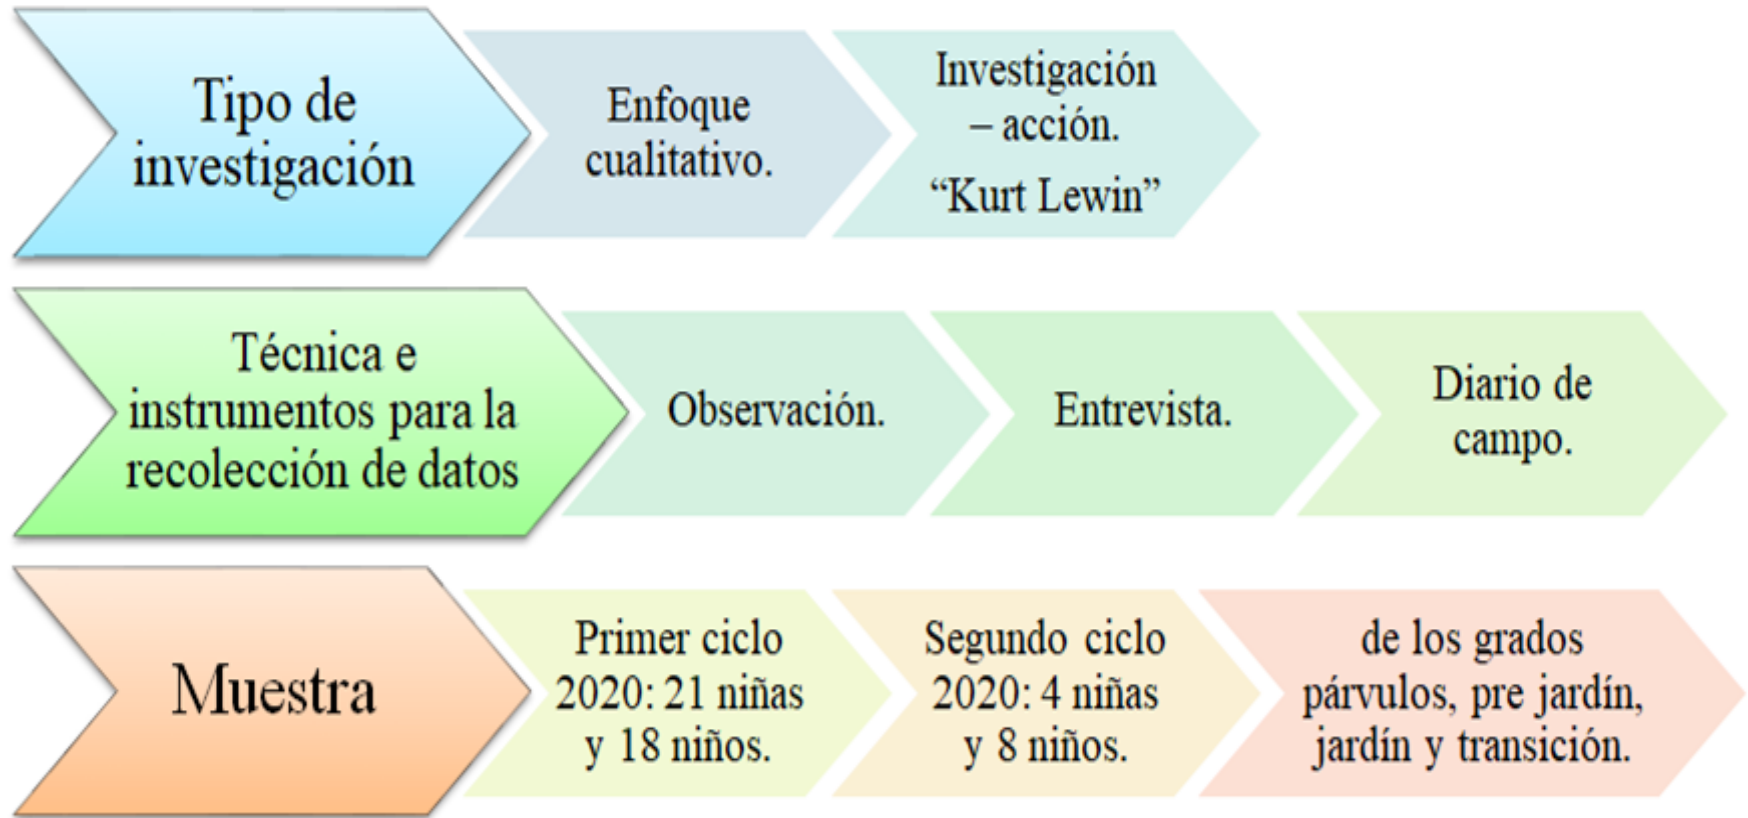 Tipo de
investigación
Enfoque
cualitativo.
Investigación
– acción.
“Kurt Lewin”
Técnica e
instrumentos para la
recolección de datos
Observación.
Entrevista.
Diario de
campo.
Muestra
Primer ciclo
2020: 21 niñas
y 18 niños.
Segundo ciclo
2020: 4 niñas
y 8 niños.
de los grados
párvulos, pre jardín,
jardín y transición.